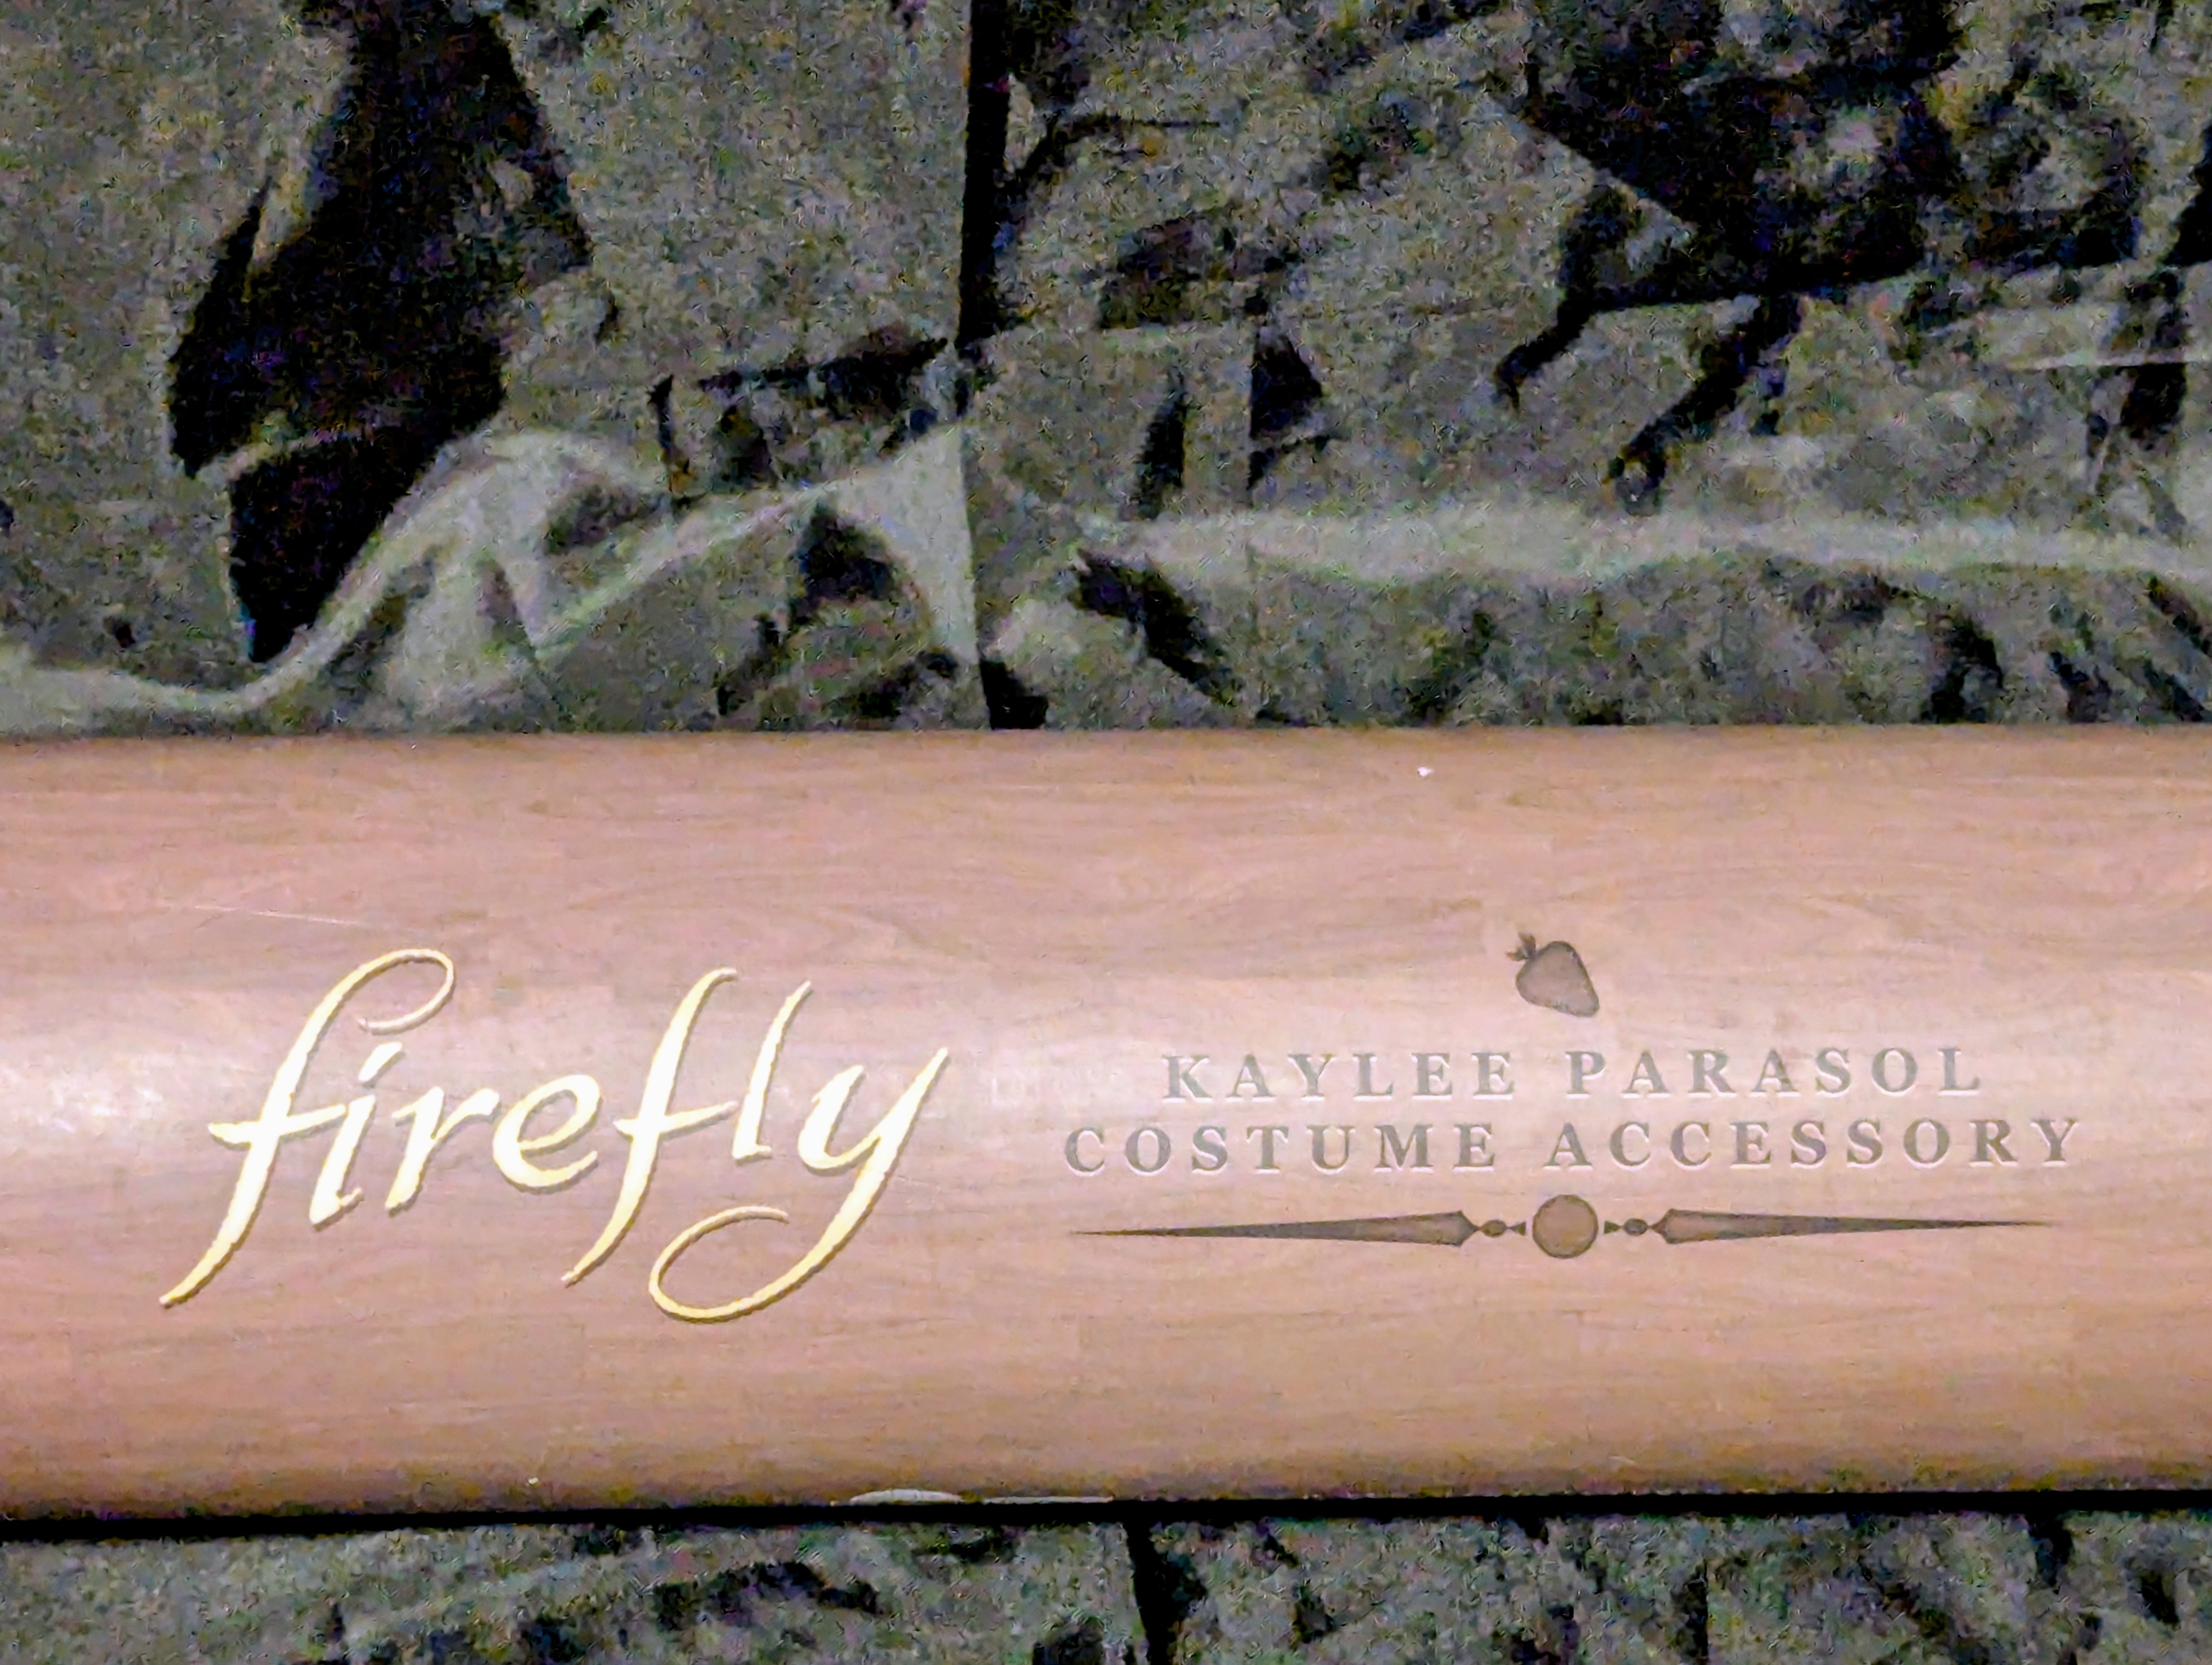 firefly
KAYLEE PARASOL
COSTUME ACCESSORY